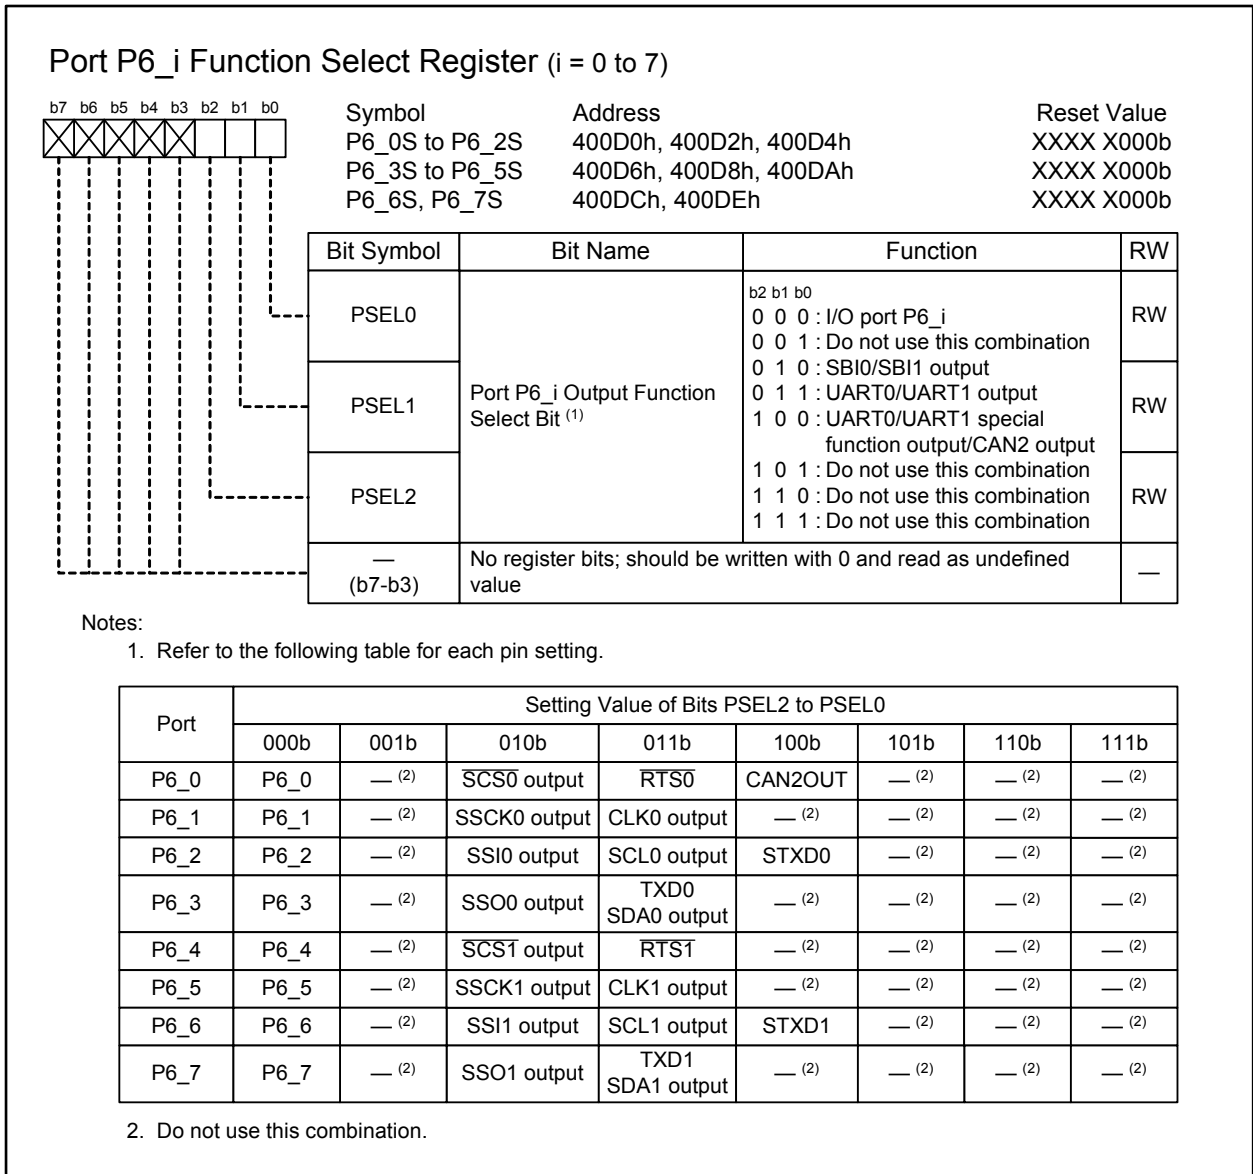 Port P6_i Function Select Register (i = 0 to 7)
b7 b6 b5 b4 b3 b2 b1 b0
Symbol Address Reset Value
P6_0S to P6_2S 400D0h, 400D2h, 400D4h XXXX X000b
P6_3S to P6_5S 400D6h, 400D8h, 400DAh XXXX X000b
P6_6S, P6_7S 400DCh, 400DEh XXXX X000b
Bit Symbol Bit Name Function RW
PSEL0 RW
PSEL1 RW
PSEL2 RW
Port P6_i Output Function
Select Bit (1)
b2 b1 b0
0 0 0 : I/O port P6_i
0 0 1 : Do not use this combination
0 1 0 : SBI0/SBI1 output
0 1 1 : UART0/UART1 output
1 0 0 : UART0/UART1 special
function output/CAN2 output
1 0 1 : Do not use this combination
1 1 0 : Do not use this combination
1 1 1 : Do not use this combination
—
(b7-b3)
No register bits; should be written with 0 and read as undefined
value
—
Notes:
1. Refer to the following table for each pin setting.
Port Setting Value of Bits PSEL2 to PSEL0
000b 001b 010b 011b 100b 101b 110b 111b
P6_0 P6_0 — (2) SCS0 output RTS0 CAN2OUT — (2) — (2) — (2)
P6_1 P6_1 — (2) SSCK0 output CLK0 output — (2) — (2) — (2) — (2)
P6_2 P6_2 — (2) SSI0 output SCL0 output STXD0 — (2) — (2) — (2)
P6_3 P6_3 — (2) SSO0 output TXD0 SDA0 output — (2) — (2) — (2) — (2)
P6_4 P6_4 — (2) SCS1 output RTS1 — (2) — (2) — (2) — (2)
P6_5 P6_5 — (2) SSCK1 output CLK1 output — (2) — (2) — (2) — (2)
P6_6 P6_6 — (2) SSI1 output SCL1 output STXD1 — (2) — (2) — (2)
P6_7 P6_7 — (2) SSO1 output TXD1 SDA1 output — (2) — (2) — (2) — (2)
2. Do not use this combination.